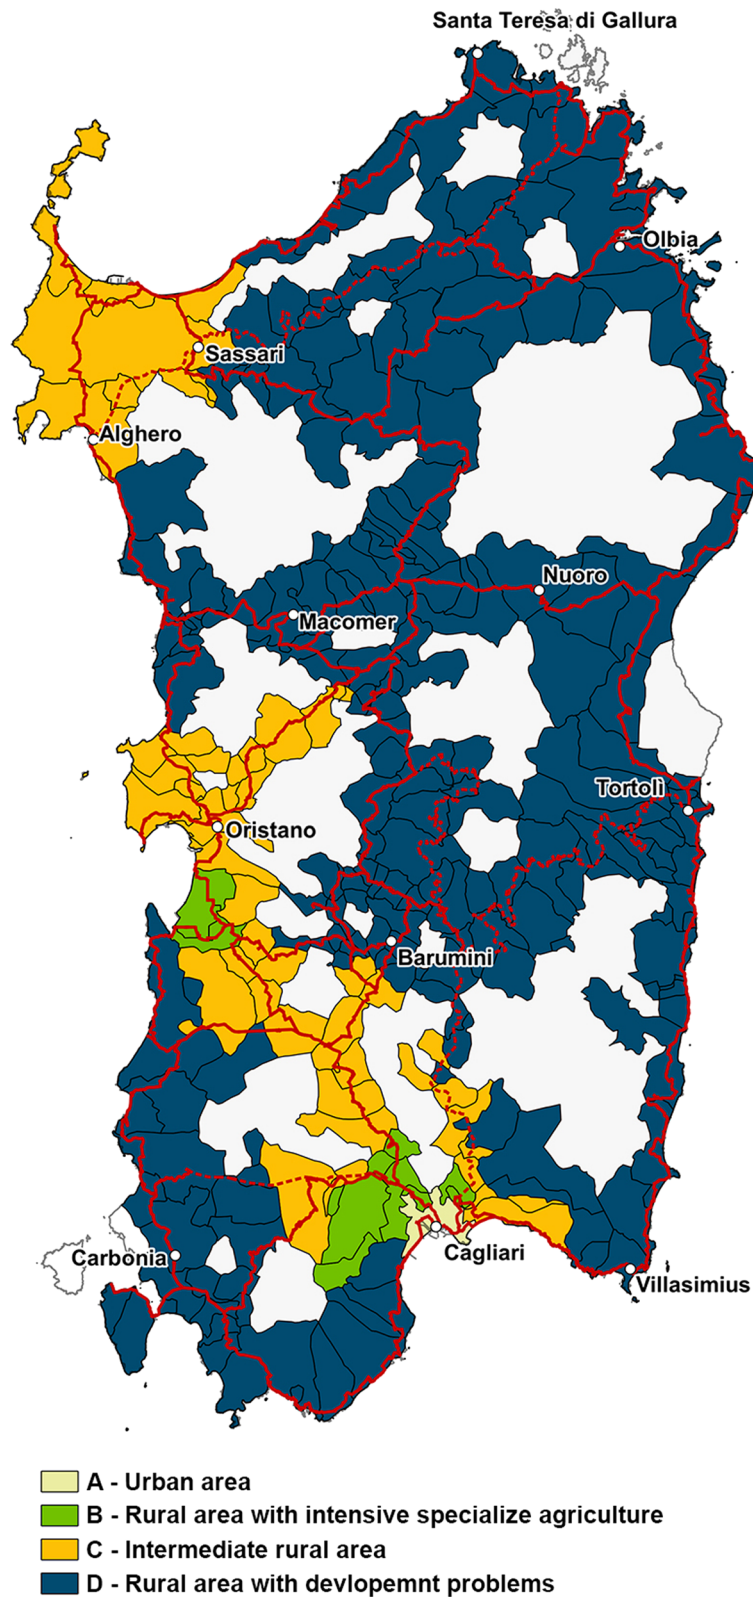 Santa Teresa di Gallura
Olbia
Sassari
Alghero
Nuoro
Macomer
Tortolì
Oristano
Barumini
Cagliari
Carbonia
Villasimius
A - Urban area
B - Rural area with intensive specialize agriculture
C - Intermediate rural area
D - Rural area with devlopemnt problems